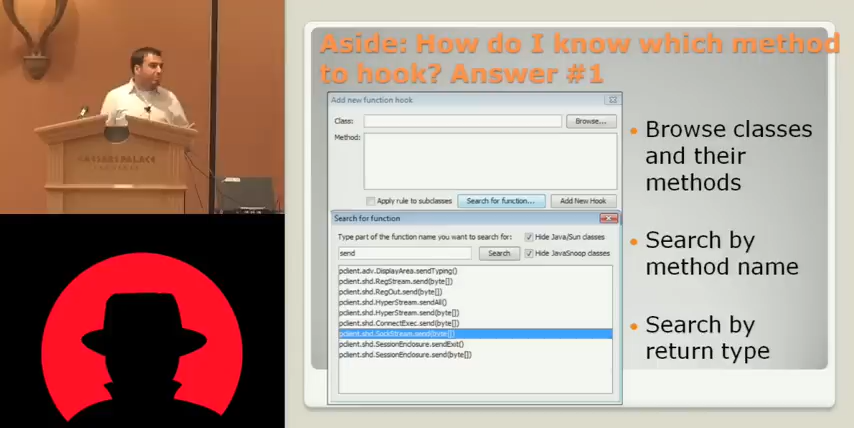 Aside: How do I know which method
to hook? Answer #1
Add new function hook
Class:
Browse...
Method:
Apply rule to subclasses
Search for function...
Add New Hook
Search for function
Type part of the function name you want to search for:
Hide Java/Sun classes
send
Search
Hide JavaSnoop classes
pclient.adv.DisplayArea.sendTyping()
pclient.shd.RegStream.send(byte[])
pclient.shd.RegOut.send(byte[])
pclient.shd.HyperStream.sendAll()
pclient.shd.HyperStream.send(byte[])
pclient.shd.ConnectExec.send(byte[])
pclient.shd.SockStream.send(byte[])
pclient.shd.SessionEnclosure.sendExit()
pclient.shd.SessionEnclosure.send(byte[])
Browse classes
and their
methods
Search by
method name
Search by
return type
CAESARS PALACE